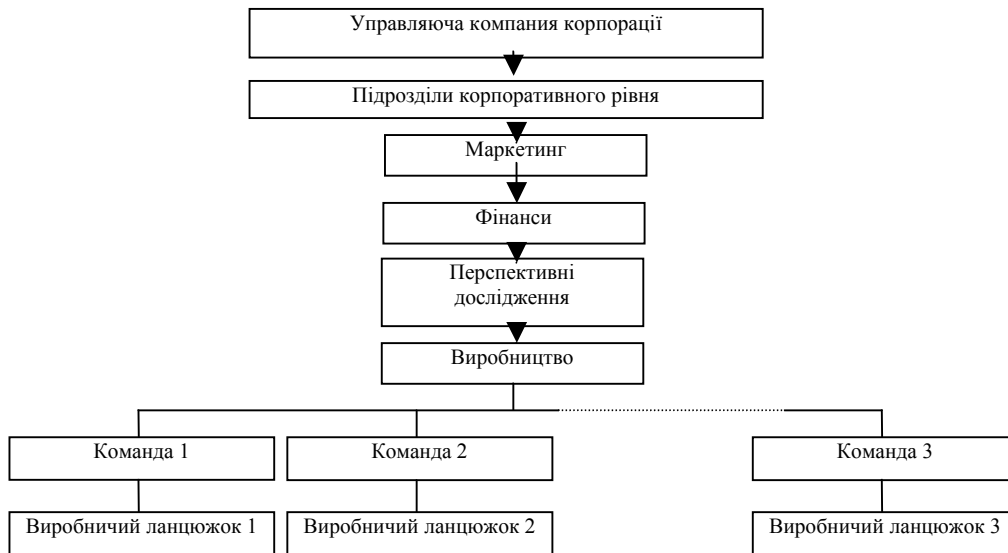 Управляюча компания корпорації
Підрозділи корпоративного рівня
Маркетинг
Фінанси
Перспективні
дослідження
Виробництво
Команда 1
Команда 2
Команда 3
Виробничий ланцюжок 1
Виробничий ланцюжок 2
Виробничий ланцюжок 3